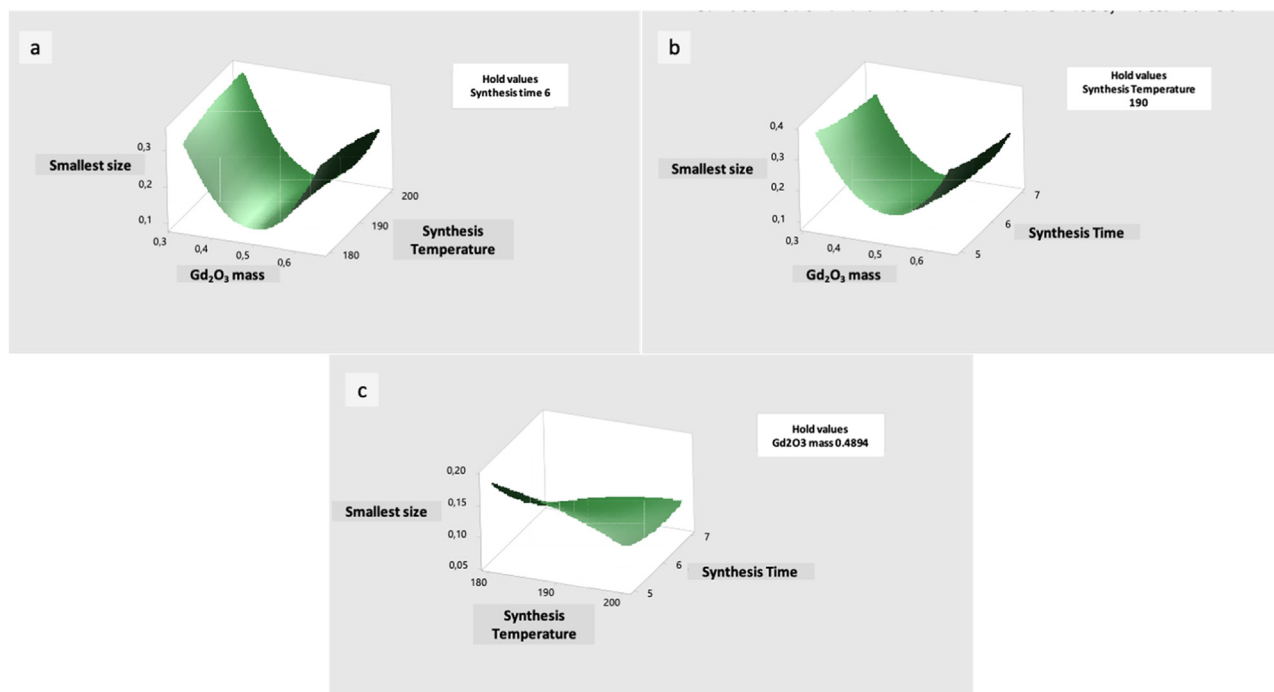 a
Hold values
Synthesis time 6
Smallest size
0,3
0,2
0,1
0,3
0,4
0,5
0,6
Gd₂O₃ mass
180
190
200
Synthesis
Temperature
b
Hold values
Synthesis Temperature
190
Smallest size
0,4
0,3
0,2
0,1
0,3
0,4
0,5
0,6
Gd₂O₃ mass
5
6
7
Synthesis Time
c
Hold values
Gd2O3 mass 0.4894
Smallest size
0,20
0,15
0,10
0,05
180
190
200
Synthesis
Temperature
5
6
7
Synthesis Time